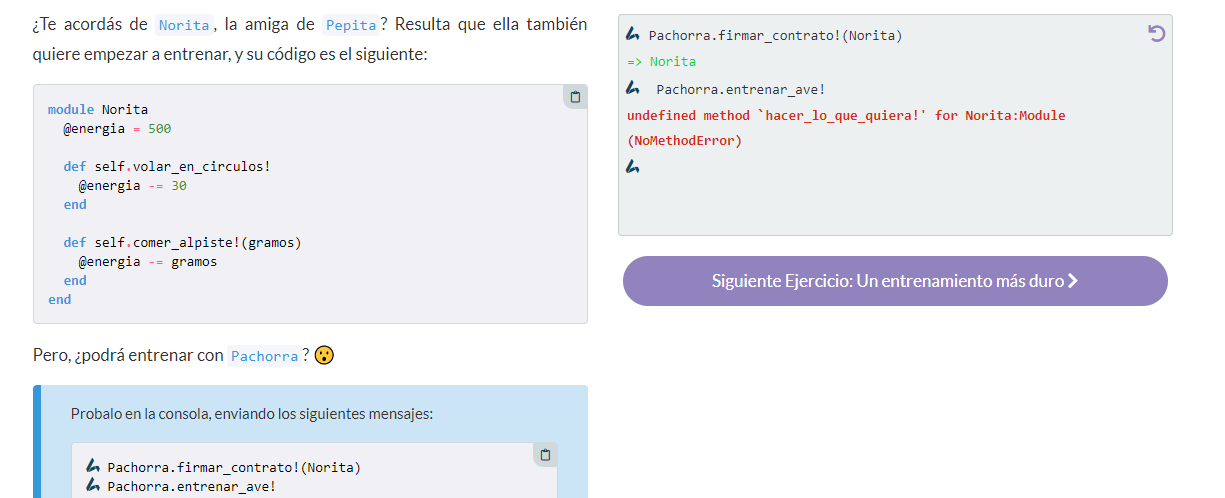 ¿Te acordás de Norita, la amiga de Pepita? Resulta que ella también
quiere empezar a entrenar, y su código es el siguiente:
module Norita
@energia = 500
def self.volar_en_circulos!
@energia -= 30
end
def self.comer_alpiste!(gramos)
@energia -= gramos
end
end
Pero, ¿podrá entrenar con Pachorra? 😮
Probalo en la consola, enviando los siguientes mensajes:
Pachorra.firmar_contrato!(Norita)
Pachorra.entrenar_ave!
Pachorra.firmar_contrato!(Norita)
=> Norita
Pachorra.entrenar_ave!
undefined method `hacer_lo_que_quiera!' for Norita:Module
(NoMethodError)
Siguiente Ejercicio: Un entrenamiento más duro